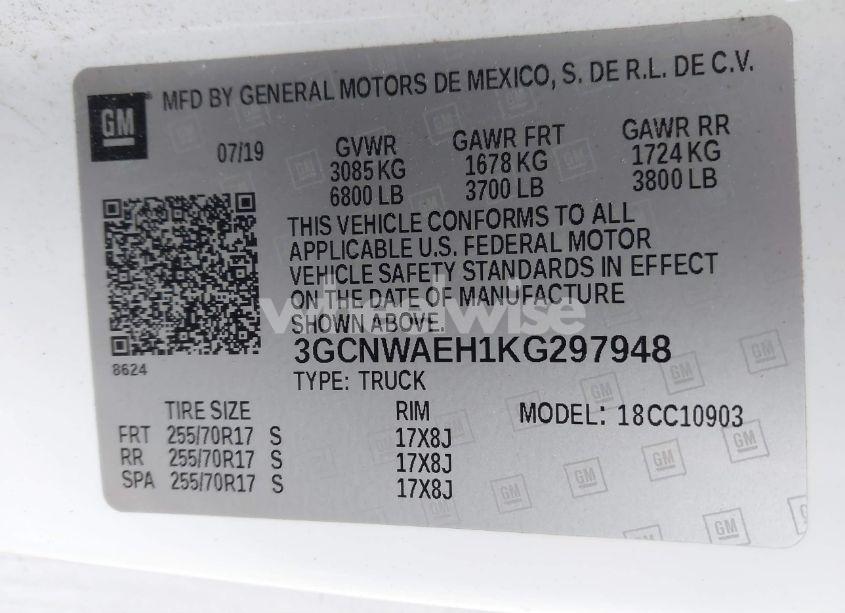 GM
MFD BY GENERAL MOTORS DE MEXICO, S. DE R.L. DE C.V.
07/19 GVWR GAWR FRT GAWR RR
3085 KG 1678 KG 1724 KG
6800 LB 3700 LB 3800 LB
THIS VEHICLE CONFORMS TO ALL
APPLICABLE U.S. FEDERAL MOTOR
VEHICLE SAFETY STANDARDS IN EFFECT
ON THE DATE OF MANUFACTURE
SHOWN ABOVE.
3GCNWAEH1KG297948
8624
TYPE: TRUCK
TIRE SIZE RIM MODEL: 18CC10903
FRT 255/70R17 S 17X8J
RR 255/70R17 S 17X8J
SPA 255/70R17 S 17X8J